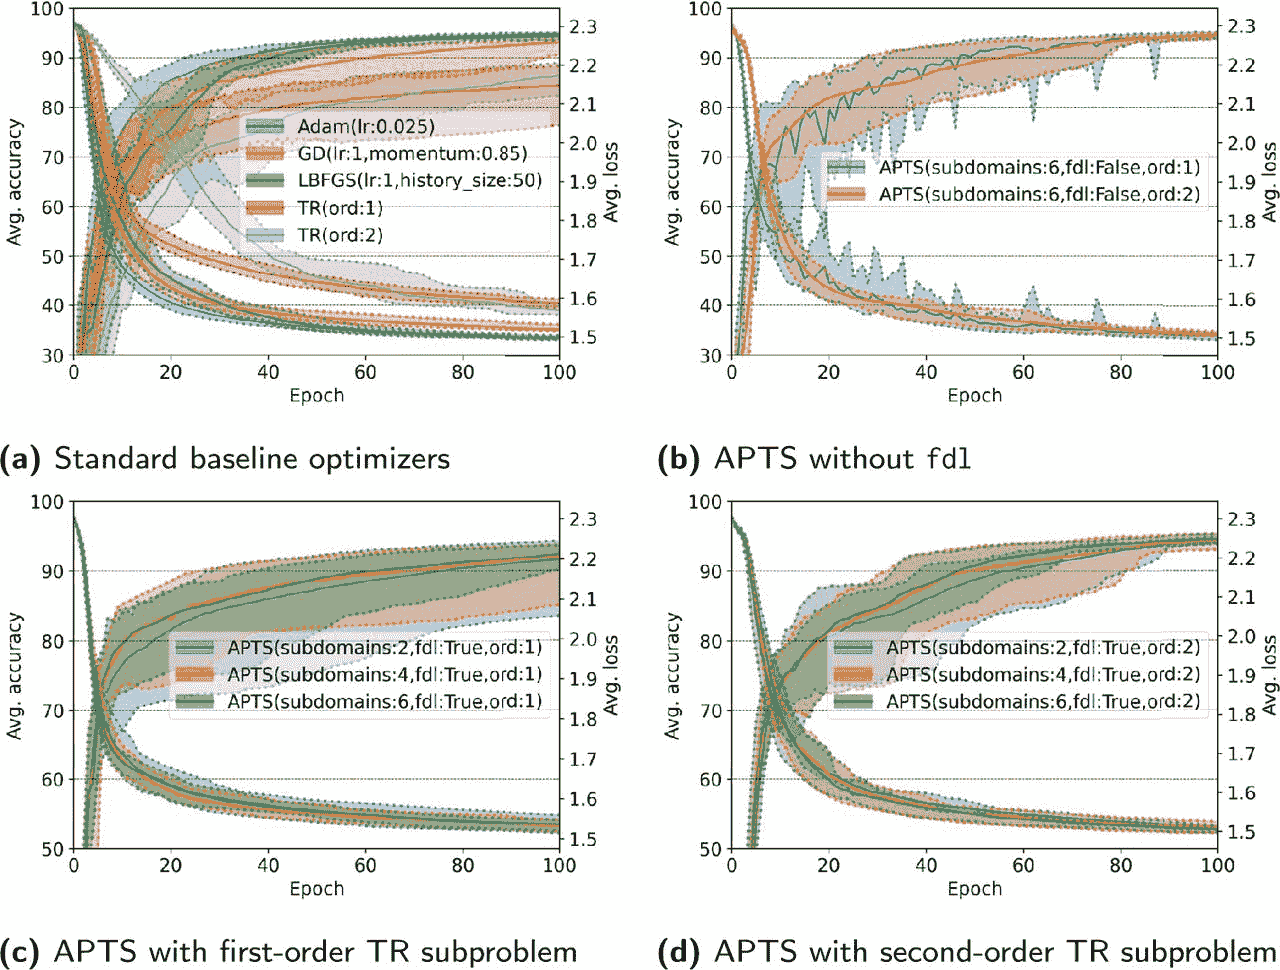 100
90
80
70
60
50
40
30
Avg. accuracy
2.3
2.2
2.1
2.0
1.9
1.8
1.7
1.6
1.5
Avg. loss
Adam(lr:0.025)
GD(lr:1,momentum:0.85)
LBFGS(lr:1,history_size:50)
TR(ord:1)
TR(ord:2)
0 20 40 60 80 100
Epoch
(a) Standard baseline optimizers
100
90
80
70
60
50
40
30
Avg. accuracy
2.3
2.2
2.1
2.0
1.9
1.8
1.7
1.6
1.5
Avg. loss
APTS(subdomains:6,fdl:False,ord:1)
APTS(subdomains:6,fdl:False,ord:2)
0 20 40 60 80 100
Epoch
(b) APTS without fdl
100
90
80
70
60
50
Avg. accuracy
2.3
2.2
2.1
2.0
1.9
1.8
1.7
1.6
1.5
Avg. loss
APTS(subdomains:2,fdl:True,ord:1)
APTS(subdomains:4,fdl:True,ord:1)
APTS(subdomains:6,fdl:True,ord:1)
0 20 40 60 80 100
Epoch
(c) APTS with first-order TR subproblem
100
90
80
70
60
50
Avg. accuracy
2.3
2.2
2.1
2.0
1.9
1.8
1.7
1.6
1.5
Avg. loss
APTS(subdomains:2,fdl:True,ord:2)
APTS(subdomains:4,fdl:True,ord:2)
APTS(subdomains:6,fdl:True,ord:2)
0 20 40 60 80 100
Epoch
(d) APTS with second-order TR subproblem